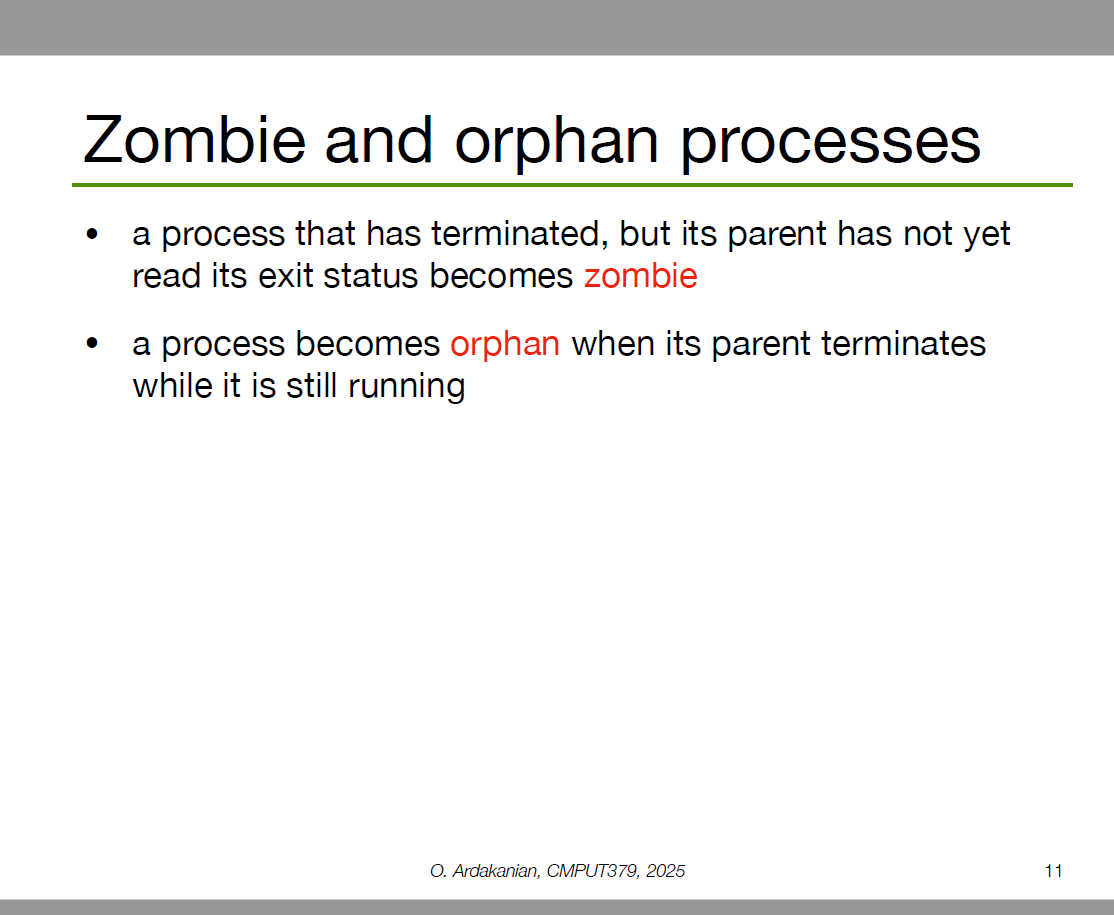 Zombie and orphan processes
• a process that has terminated, but its parent has not yet
read its exit status becomes zombie
• a process becomes orphan when its parent terminates
while it is still running
O. Ardakanian, CMPUT379, 2025
11